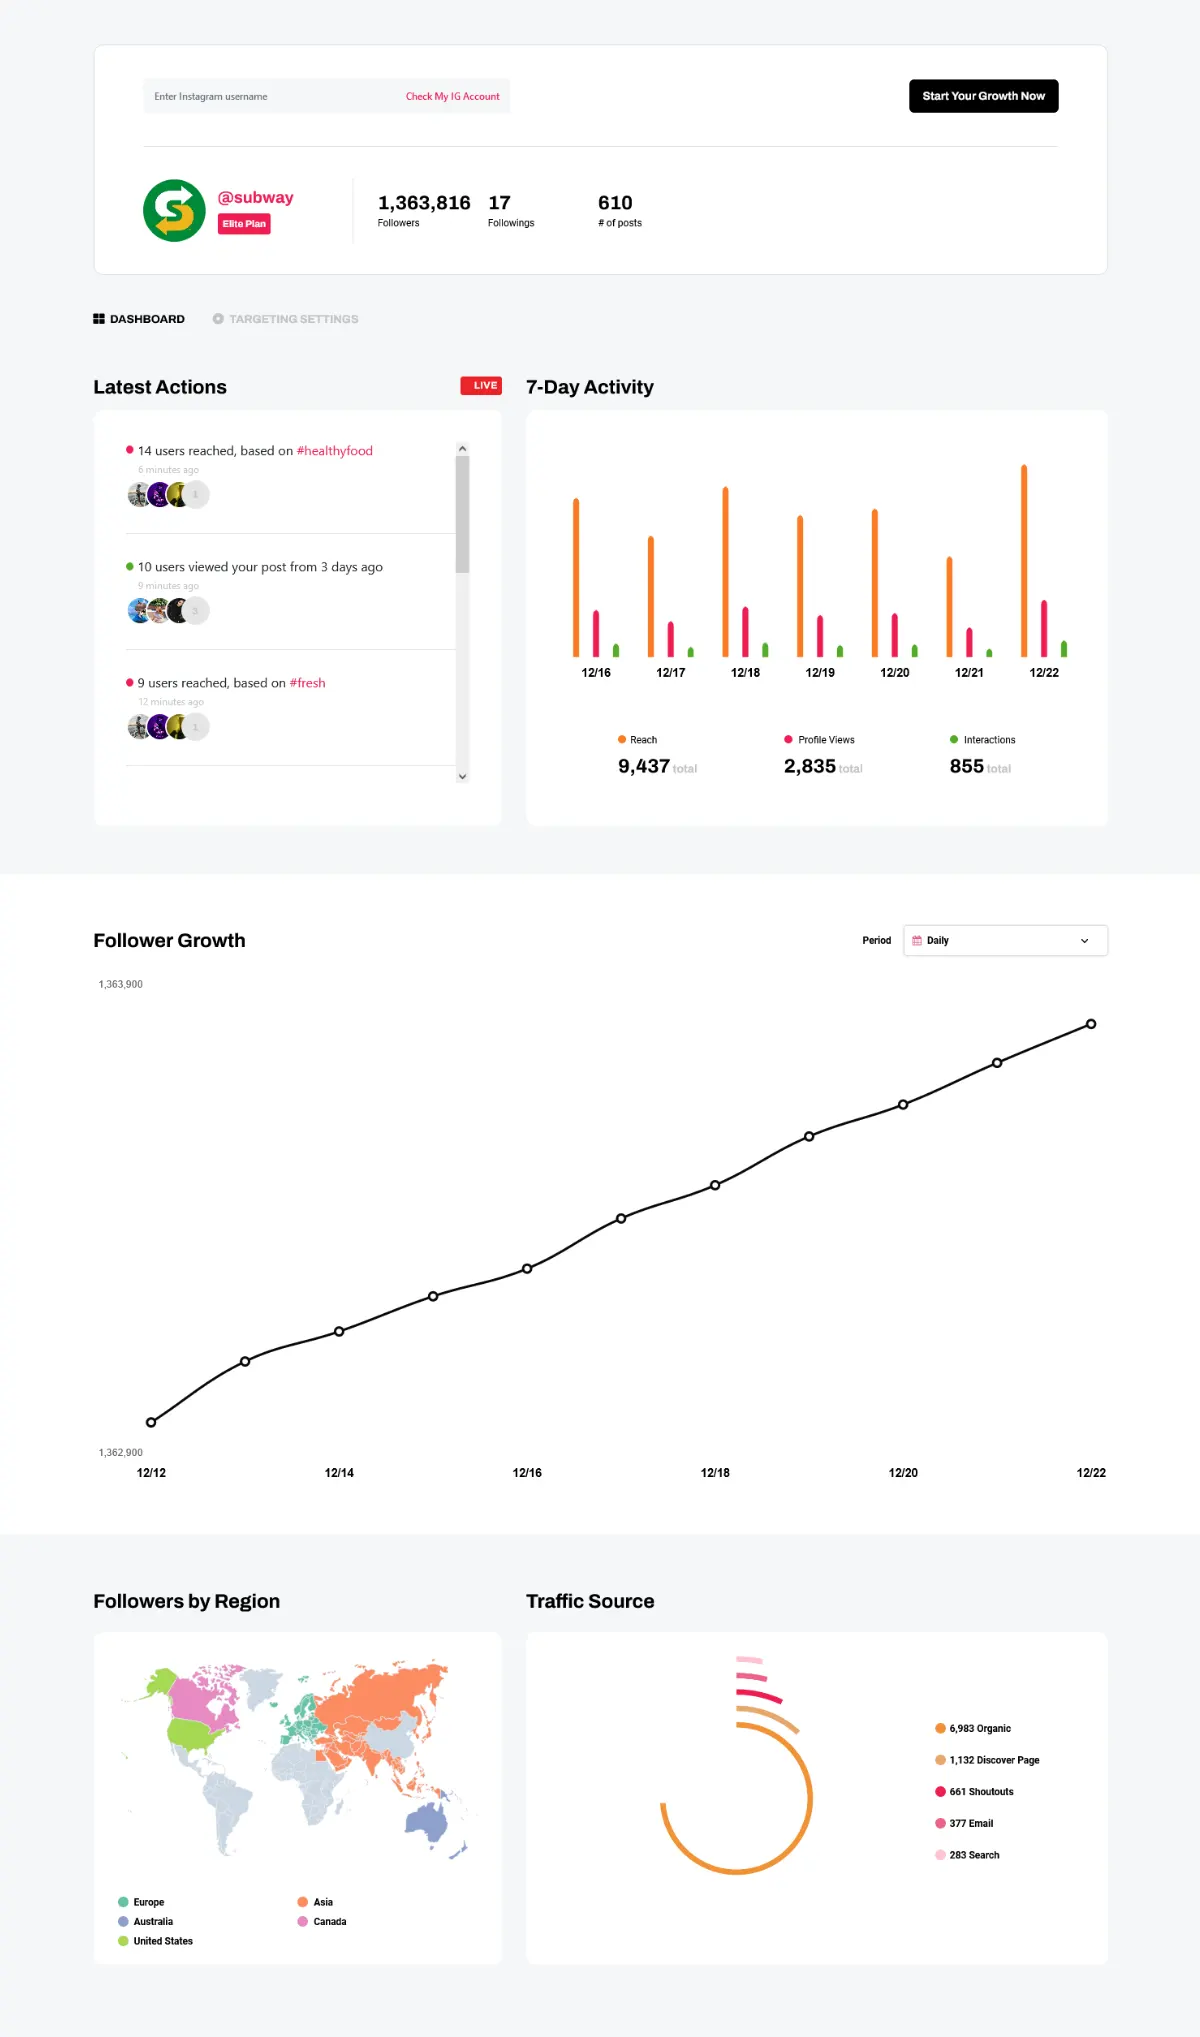 Enter Instagram username
Check My IG Account
Start Your Growth Now
@subway
Elite Plan
1,363,816
Followers
17
Followings
610
# of posts
DASHBOARD
TARGETING SETTINGS
Latest Actions
LIVE
14 users reached, based on #healthyfood
6 minutes ago
1
10 users viewed your post from 3 days ago
9 minutes ago
3
9 users reached, based on #fresh
12 minutes ago
1
7-Day Activity
12/16 12/17 12/18 12/19 12/20 12/21 12/22
Reach
9,437 total
Profile Views
2,835 total
Interactions
855 total
Follower Growth
Period
Daily
1,363,900
1,362,900
12/12 12/14 12/16 12/18 12/20 12/22
Followers by Region
Europe
Asia
Australia
Canada
United States
Traffic Source
6,983 Organic
1,132 Discover Page
661 Shoutouts
377 Email
283 Search